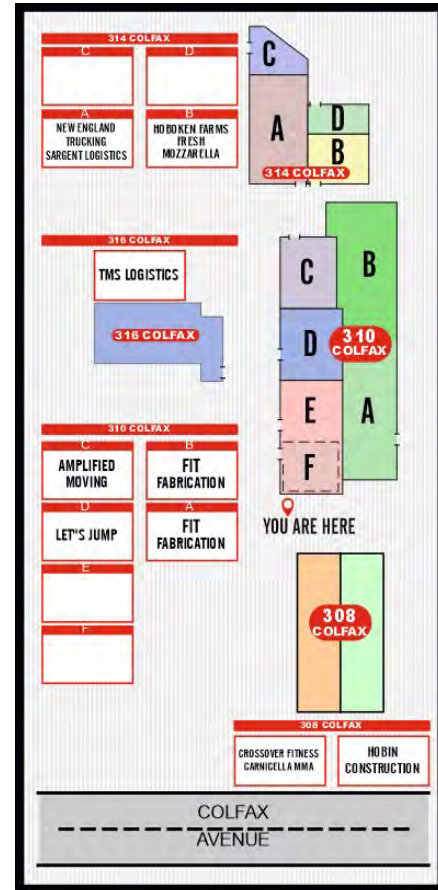 314 COLFAX
C
D
A
NEW ENGLAND
TRUCKING
SARGENT LOGISTICS
B
HOBOKEN FARMS
FRESH
MOZZARELLA
C
A
D
B
314 COLFAX
316 COLFAX
TMS LOGISTICS
316 COLFAX
C
B
D
310
COLFAX
E
A
F
YOU ARE HERE
310 COLFAX
C
AMPLIFIED
MOVING
B
FIT
FABRICATION
D
LET"S JUMP
A
FIT
FABRICATION
E
F
308
COLFAX
308 COLFAX
CROSSOVER FITNESS
CARNICELLA MMA
HOBIN
CONSTRUCTION
COLFAX
AVENUE